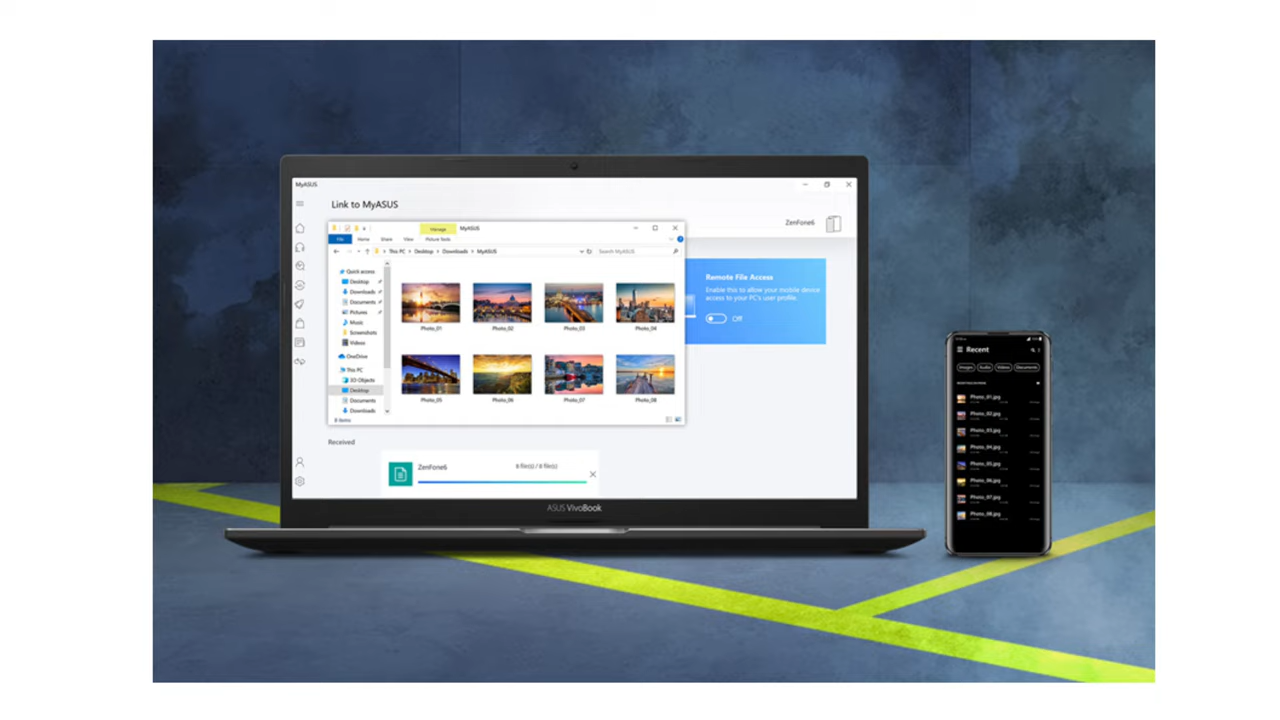 MyASUS
Link to MyASUS
ZenFone6
Manage
MyASUS
File Home Share View Picture Tools
This PC > Desktop > Downloads > MyASUS
Search MyASUS
Quick access
Desktop
Downloads
Documents
Pictures
Music
Screenshots
Videos
OneDrive
This PC
3D Objects
Desktop
Documents
Downloads
8 items
Photo_01 Photo_02 Photo_03 Photo_04
Photo_05 Photo_06 Photo_07 Photo_08
Remote File Access
Enable this to allow your mobile device
access to your PC's user profile.
Off
Received
ZenFone6
8 file(s) / 8 file(s)
ASUS VivoBook
Recent
Images Audio Videos Documents
Photo_01.jpg
Photo_02.jpg
Photo_03.jpg
Photo_04.jpg
Photo_05.jpg
Photo_06.jpg
Photo_07.jpg
Photo_08.jpg